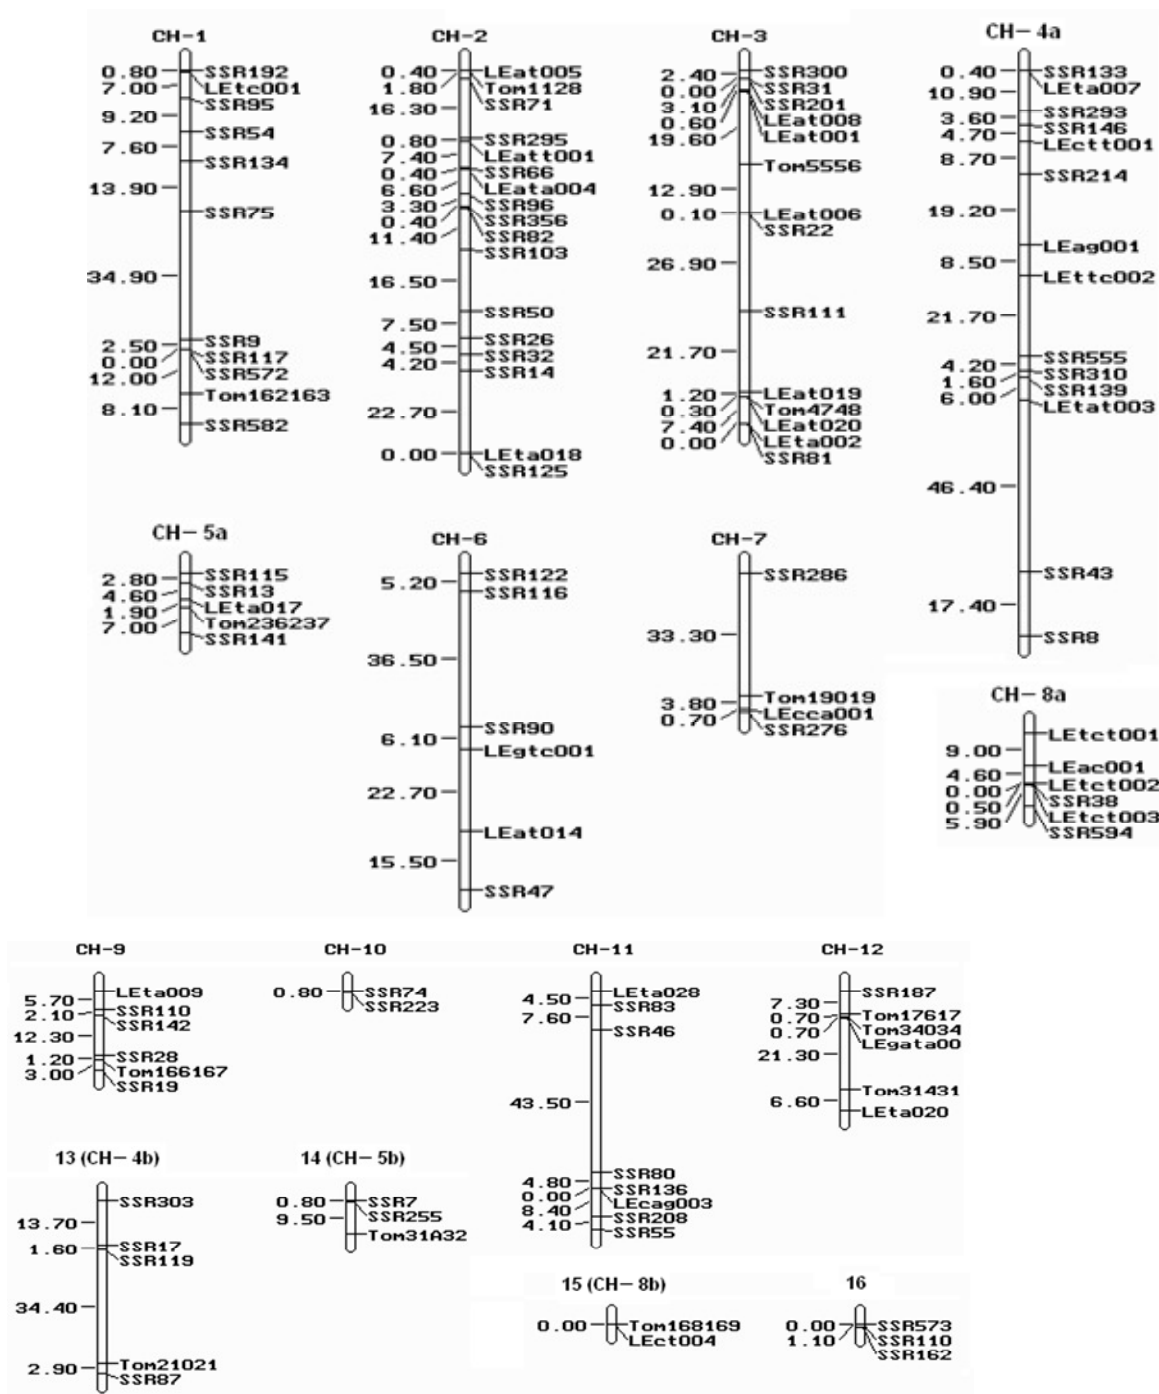 CH-1
0.80 SSR192
7.00 LEtc001
SSR95
9.20
SSR54
7.60
SSR134
13.90
SSR75
34.90
SSR9
2.50
0.00 SSR117
12.00 SSR572
Tom162163
8.10
SSR582
CH-2
0.40 LEat005
1.80 Tom1128
16.30 SSR71
0.80 SSR295
7.40 LEatt001
0.40 SSR66
6.60 LEata004
3.30 SSR96
0.40 SSR356
11.40 SSR82
SSR103
16.50
SSR50
7.50
SSR26
4.50
SSR32
4.20
SSR14
22.70
0.00 LEta018
SSR125
CH-3
2.40 SSR300
0.00 SSR31
3.10 SSR201
0.60 LEat008
19.60 LEat001
Tom5556
12.90
0.10 LEat006
SSR22
26.90
SSR111
21.70
1.20 LEat019
0.30 Tom4748
7.40 LEat020
0.00 LEta002
SSR81
CH- 4a
0.40 SSR133
10.90 LEta007
3.60 SSR293
4.70 SSR146
LEctt001
8.70
SSR214
19.20
LEag001
8.50
LEttc002
21.70
SSR555
4.20
1.60 SSR310
6.00 SSR139
LEtat003
46.40
SSR43
17.40
SSR8
CH- 5a
2.80 SSR115
4.60 SSR13
1.90 LEta017
7.00 Tom236237
SSR141
CH-6
5.20 SSR122
SSR116
36.50
SSR90
6.10
LEgtc001
22.70
LEat014
15.50
SSR47
CH-7
SSR286
33.30
Tom19019
3.80
0.70 LEcca001
SSR276
CH- 8a
LEtct001
9.00
LEac001
4.60
0.00 LEtct002
0.50 SSR38
5.90 LEtct003
SSR594
CH-9
LEta009
5.70
2.10 SSR110
SSR142
12.30
1.20 SSR28
3.00 Tom166167
SSR19
CH-10
0.80 SSR74
SSR223
CH-11
4.50 LEta028
7.60 SSR83
SSR46
43.50
SSR80
4.80
0.00 SSR136
8.40 LEcag003
4.10 SSR208
SSR55
CH-12
SSR187
7.30
0.70 Tom17617
0.70 Tom34034
LEgata00
21.30
Tom31431
6.60
LEta020
13 (CH- 4b)
SSR303
13.70
1.60 SSR17
SSR119
34.40
2.90 Tom21021
SSR87
14 (CH- 5b)
0.80 SSR7
9.50 SSR255
Tom31A32
15 (CH- 8b)
0.00 Tom168169
LEct004
16
0.00 SSR573
1.10 SSR110
SSR162